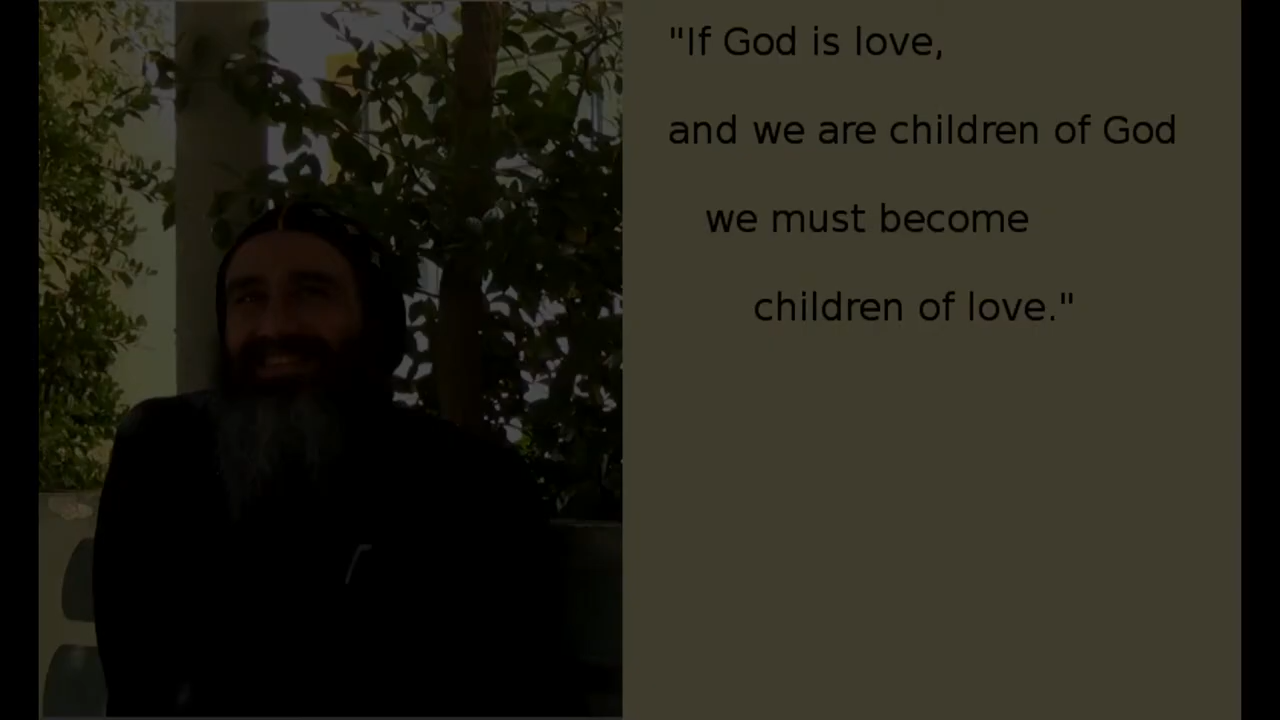 "If God is love,
and we are children of God
we must become
children of love."